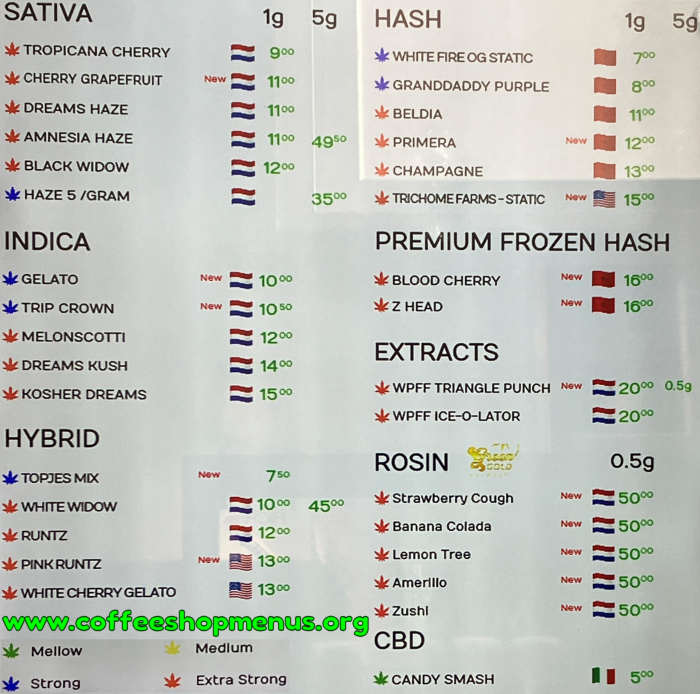 SATIVA 1g 5g
TROPICANA CHERRY 9⁰⁰
CHERRY GRAPEFRUIT New 11⁰⁰
DREAMS HAZE 11⁰⁰
AMNESIA HAZE 11⁰⁰ 49⁵⁰
BLACK WIDOW 12⁰⁰
HAZE 5 /GRAM 35⁰⁰
INDICA
GELATO New 10⁰⁰
TRIP CROWN New 10⁵⁰
MELONSCOTTI 12⁰⁰
DREAMS KUSH 14⁰⁰
KOSHER DREAMS 15⁰⁰
HYBRID
TOPJES MIX New 7⁵⁰
WHITE WIDOW 10⁰⁰ 45⁰⁰
RUNTZ 12⁰⁰
PINK RUNTZ New 13⁰⁰
WHITE CHERRY GELATO 13⁰⁰
www.coffeeshopmenus.org
Mellow Medium
Strong Extra Strong
HASH 1g 5g
WHITE FIRE OG STATIC 7⁰⁰
GRANDDADDY PURPLE 8⁰⁰
BELDIA 11⁰⁰
PRIMERA New 12⁰⁰
CHAMPAGNE 13⁰⁰
TRICHOME FARMS - STATIC New 15⁰⁰
PREMIUM FROZEN HASH
BLOOD CHERRY New 16⁰⁰
Z HEAD New 16⁰⁰
EXTRACTS
WPFF TRIANGLE PUNCH New 20⁰⁰ 0.5g
WPFF ICE-O-LATOR 20⁰⁰
ROSIN Green Gold 0.5g
Strawberry Cough New 50⁰⁰
Banana Colada New 50⁰⁰
Lemon Tree New 50⁰⁰
Amerillo New 50⁰⁰
Zushi New 50⁰⁰
CBD
CANDY SMASH 5⁰⁰